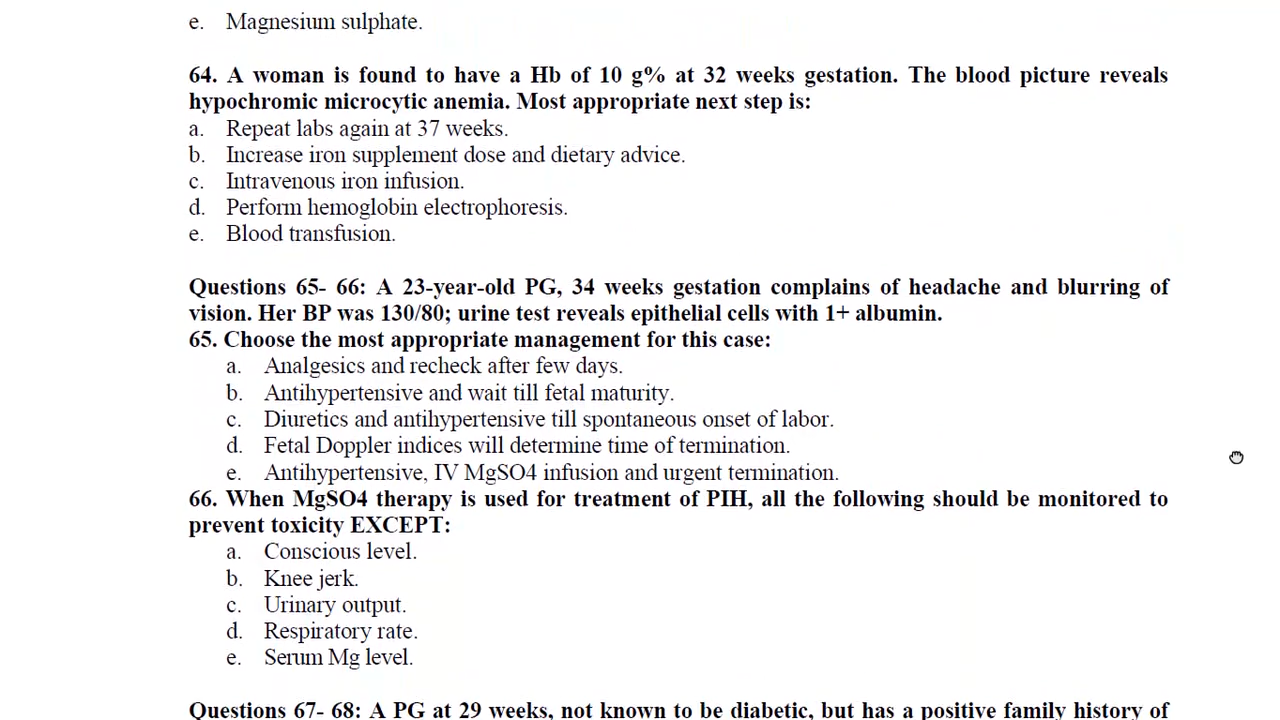 e. Magnesium sulphate.
64. A woman is found to have a Hb of 10 g% at 32 weeks gestation. The blood picture reveals
hypochromic microcytic anemia. Most appropriate next step is:
a. Repeat labs again at 37 weeks.
b. Increase iron supplement dose and dietary advice.
c. Intravenous iron infusion.
d. Perform hemoglobin electrophoresis.
e. Blood transfusion.
Questions 65- 66: A 23-year-old PG, 34 weeks gestation complains of headache and blurring of
vision. Her BP was 130/80; urine test reveals epithelial cells with 1+ albumin.
65. Choose the most appropriate management for this case:
a. Analgesics and recheck after few days.
b. Antihypertensive and wait till fetal maturity.
c. Diuretics and antihypertensive till spontaneous onset of labor.
d. Fetal Doppler indices will determine time of termination.
e. Antihypertensive, IV MgSO4 infusion and urgent termination.
66. When MgSO4 therapy is used for treatment of PIH, all the following should be monitored to
prevent toxicity EXCEPT:
a. Conscious level.
b. Knee jerk.
c. Urinary output.
d. Respiratory rate.
e. Serum Mg level.
Questions 67- 68: A PG at 29 weeks, not known to be diabetic, but has a positive family history of